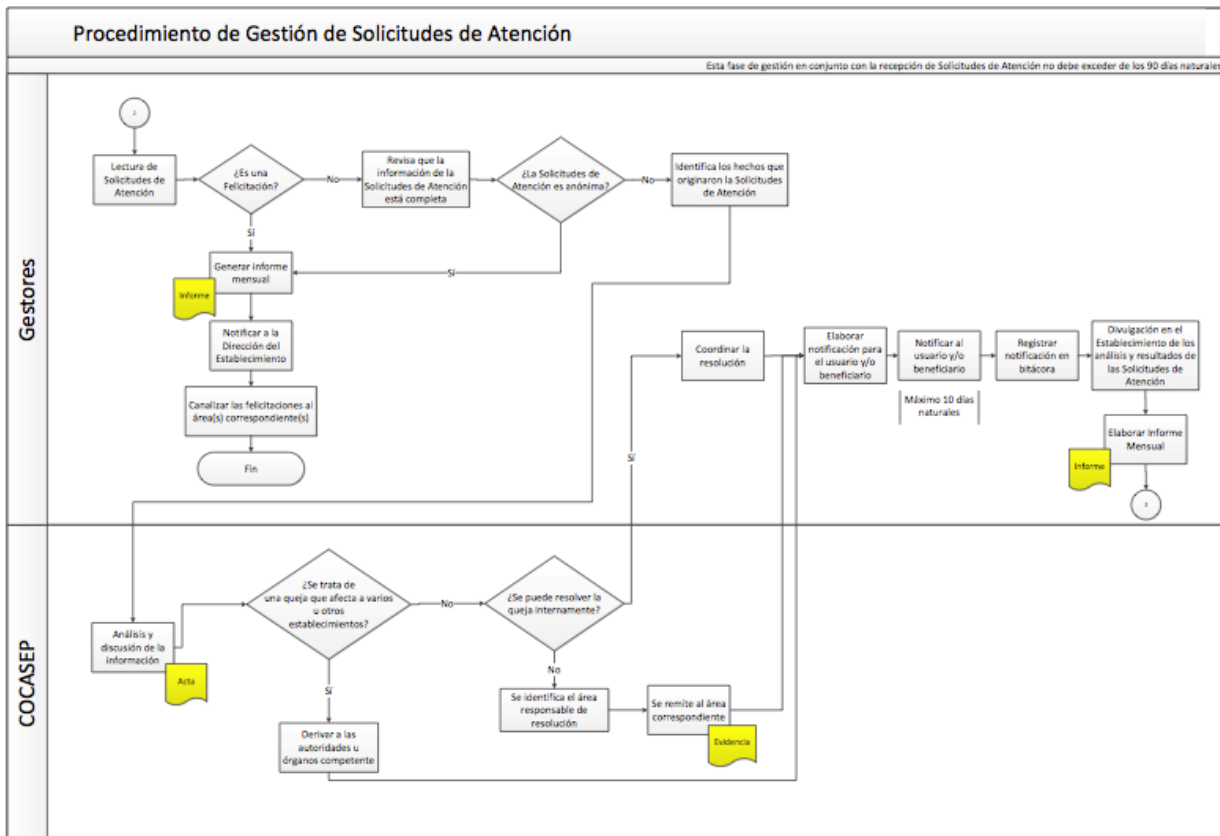 Procedimiento de Gestión de Solicitudes de Atención
Esta fase de gestión en conjunto con la recepción de Solicitudes de Atención no debe exceder de los 90 días naturales
Gestores
2
Lectura de
Solicitudes de
Atención
¿Es una
Felicitación?
No
Revisa que la
información de la
Solicitudes de Atención
está completa
¿La Solicitudes de
Atención es anónima?
No
Identifica los hechos que
originaron la Solicitudes
de Atención
Sí
Sí
Generar informe
mensual
Informe
Notificar a la
Dirección del
Establecimiento
Canalizar las felicitaciones al
área(s) correspondiente(s)
Fin
Coordinar la
resolución
Elaborar
notificación para
el usuario y/o
beneficiario
Notificar al
usuario y/o
beneficiario
Máximo 10 días
naturales
Registrar
notificación en
bitácora
Divulgación en el
Establecimiento de los
análisis y resultados de
las Solicitudes de
Atención
Elaborar Informe
Mensual
Informe
3
Sí
COCASEP
Análisis y
discusión de la
información
Acta
¿Se trata de
una queja que afecta a varios
u otros
establecimientos?
No
¿Se puede resolver la
queja internamente?
Sí
No
Derivar a las
autoridades u
órganos competente
Se identifica el área
responsable de
resolución
Se remite al área
correspondiente
Evidencia